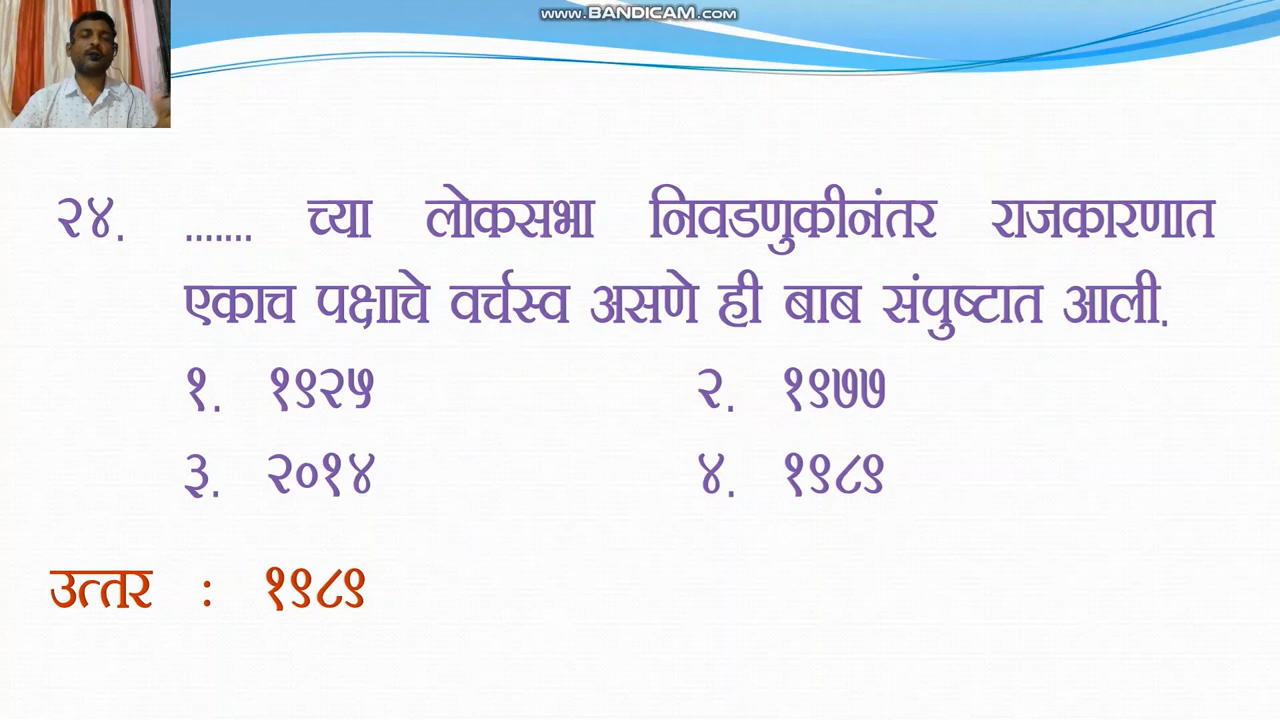 www.BANDICAM.com
२४. ....... च्या लोकसभा निवडणुकीनंतर राजकारणात
एकाच पक्षाचे वर्चस्व असणे ही बाब संपुष्टात आली.
१. १९२५ २. १९७७
३. २०१४ ४. १९८९
उत्तर : १९८९